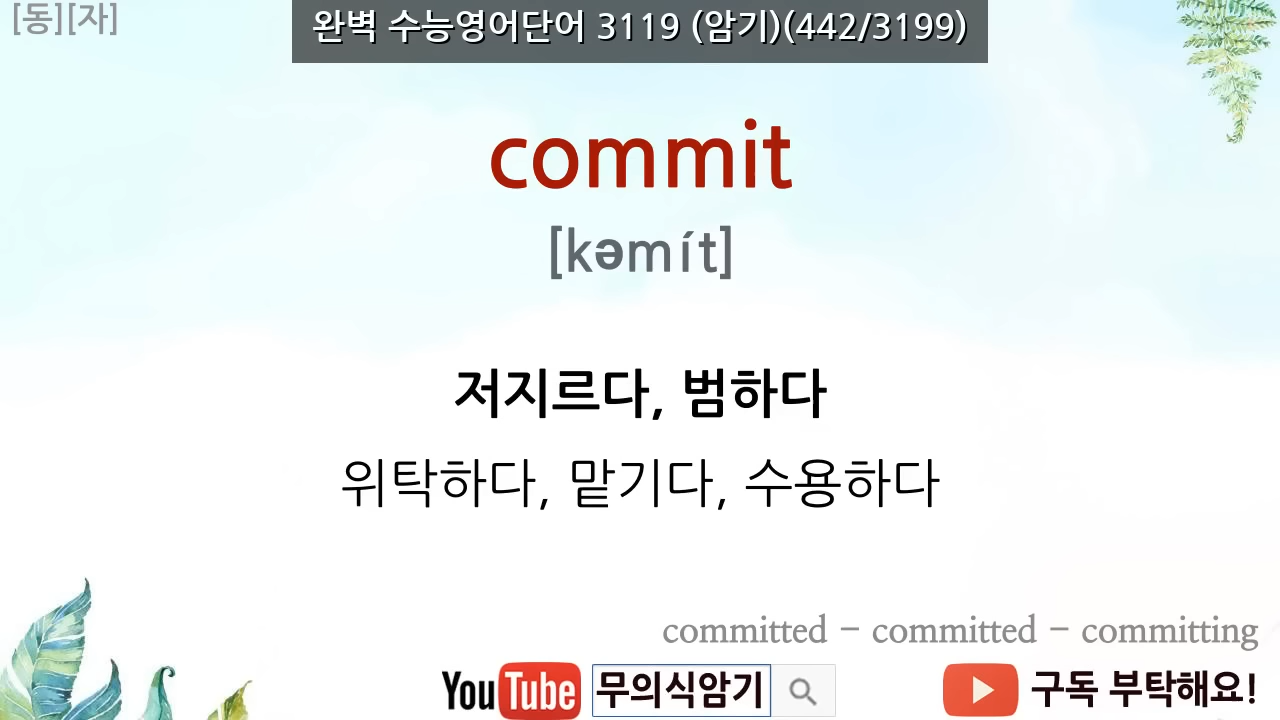 [동][자]
완벽 수능영어단어 3119 (암기)(442/3199)
commit
[kəmít]
저지르다, 범하다
위탁하다, 맡기다, 수용하다
committed - committed - committing
YouTube 무의식암기
구독 부탁해요!